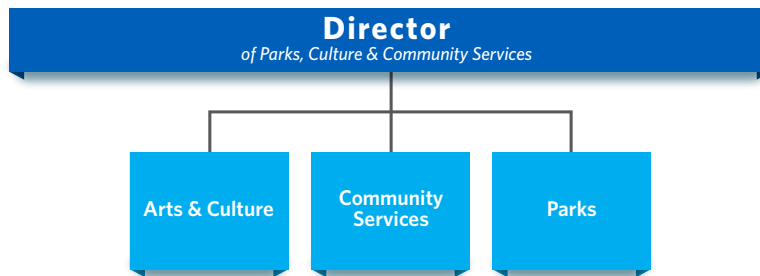 Director
of Parks, Culture & Community Services
Arts & Culture
Community
Services
Parks